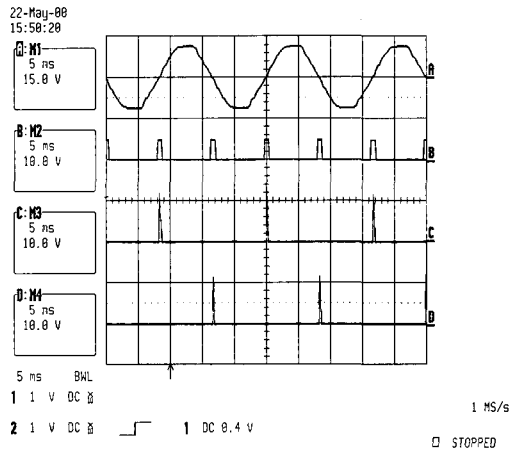 22-May-00
15:50:20
A: M1
5 ms
15.0 V
A
B: M2
5 ms
10.0 V
B
C: M3
5 ms
10.0 V
C
D: M4
5 ms
10.0 V
D
5 ms BWL
1 1 V DC
1 MS/s
2 1 V DC
1 DC 0.4 V
STOPPED